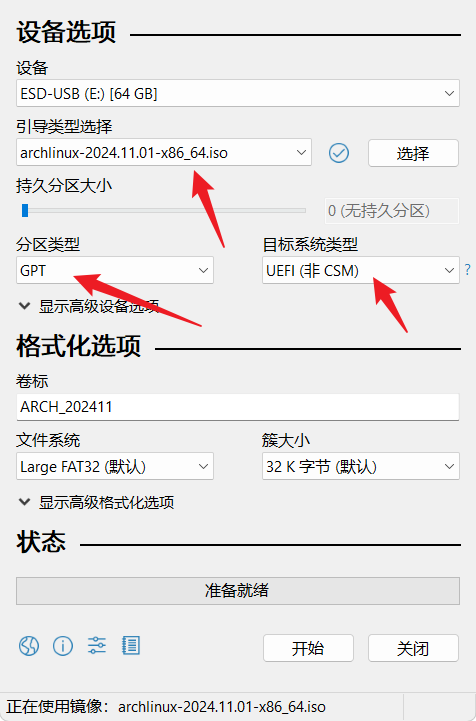 设备选项
设备
ESD-USB (E:) [64 GB]
引导类型选择
archlinux-2024.11.01-x86_64.iso
选择
持久分区大小
0 (无持久分区)
分区类型
目标系统类型
GPT
UEFI (非 CSM)
?
显示高级设备选项
格式化选项
卷标
ARCH_202411
文件系统
簇大小
Large FAT32 (默认)
32 K 字节 (默认)
显示高级格式化选项
状态
准备就绪
开始
关闭
正在使用镜像：archlinux-2024.11.01-x86_64.iso